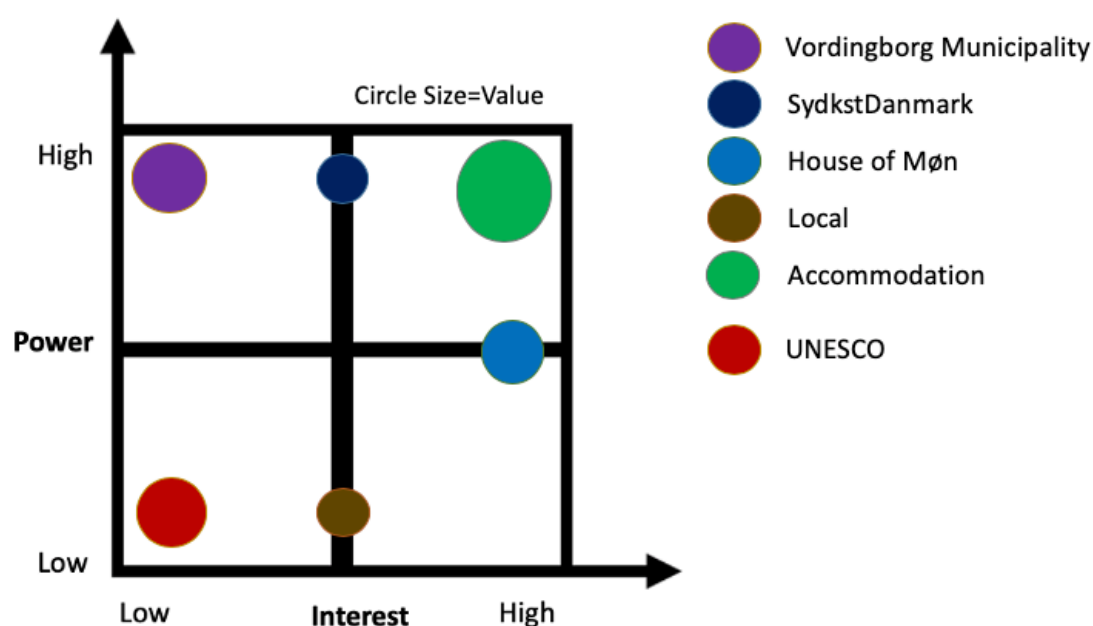 Circle Size=Value
High
Power
Low
Low
Interest
High
Vordingborg Municipality
SydkstDanmark
House of Møn
Local
Accommodation
UNESCO